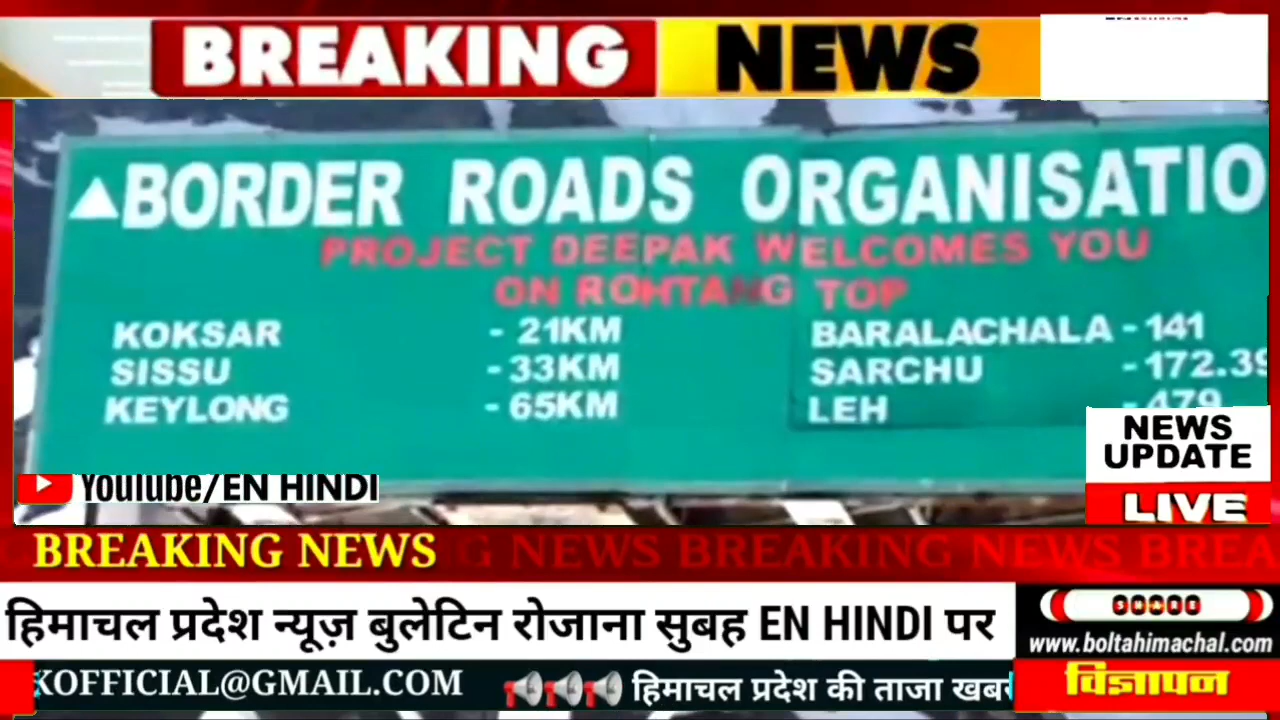 BREAKING NEWS
▲BORDER ROADS ORGANISATIO
PROJECT DEEPAK WELCOMES YOU
ON ROHTANG TOP
KOKSAR - 21KM BARALACHALA - 141
SISSU - 33KM SARCHU - 172.39
KEYLONG - 65KM LEH - 479
NEWS
UPDATE
LIVE
YouTube/EN HINDI
BREAKING NEWS G NEWS BREAKING NEWS BREA
हिमाचल प्रदेश न्यूज़ बुलेटिन रोजाना सुबह EN HINDI पर
www.boltahimachal.com
KOFFICIAL@GMAIL.COM हिमाचल प्रदेश की ताजा खबर
विज्ञापन